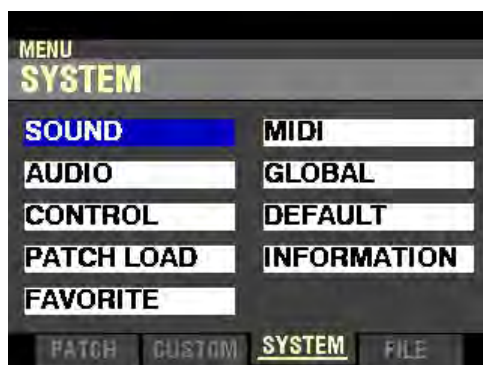 MENU
SYSTEM
SOUND
MIDI
AUDIO
GLOBAL
CONTROL
DEFAULT
PATCH LOAD
INFORMATION
FAVORITE
PATCH CUSTOM SYSTEM FILE